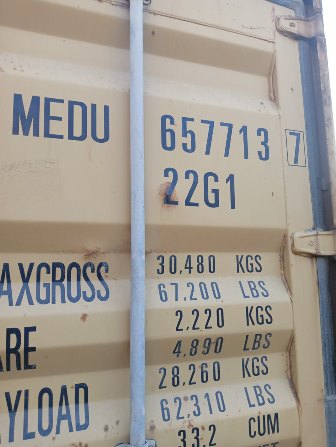 MEDU 657713 7
22G1
AXGROSS 30.480 KGS
67.200 LBS
ARE 2.220 KGS
4.890 LBS
YLOAD 28.260 KGS
62.310 LBS
33.2 CUM